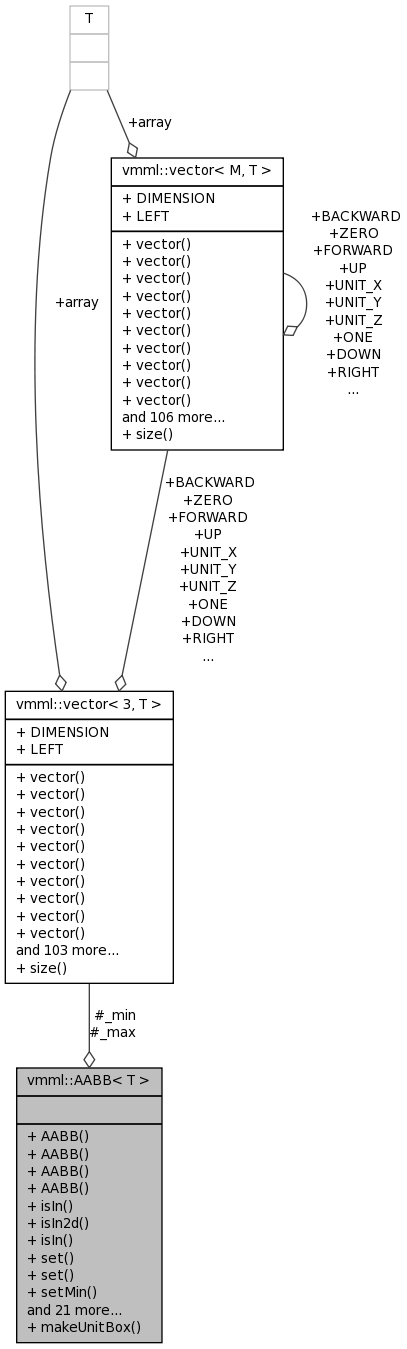 T
+array
vmml::vector< M, T >
+ DIMENSION
+ LEFT
+ vector()
+ vector()
+ vector()
+ vector()
+ vector()
+ vector()
+ vector()
+ vector()
+ vector()
+ vector()
and 106 more...
+ size()
+BACKWARD
+ZERO
+FORWARD
+UP
+UNIT_X
+UNIT_Y
+UNIT_Z
+ONE
+DOWN
+RIGHT
...
+array
+BACKWARD
+ZERO
+FORWARD
+UP
+UNIT_X
+UNIT_Y
+UNIT_Z
+ONE
+DOWN
+RIGHT
...
vmml::vector< 3, T >
+ DIMENSION
+ LEFT
+ vector()
+ vector()
+ vector()
+ vector()
+ vector()
+ vector()
+ vector()
+ vector()
+ vector()
+ vector()
and 103 more...
+ size()
#_min
#_max
vmml::AABB< T >
+ AABB()
+ AABB()
+ AABB()
+ AABB()
+ isIn()
+ isIn2d()
+ isIn()
+ set()
+ set()
+ setMin()
and 21 more...
+ makeUnitBox()